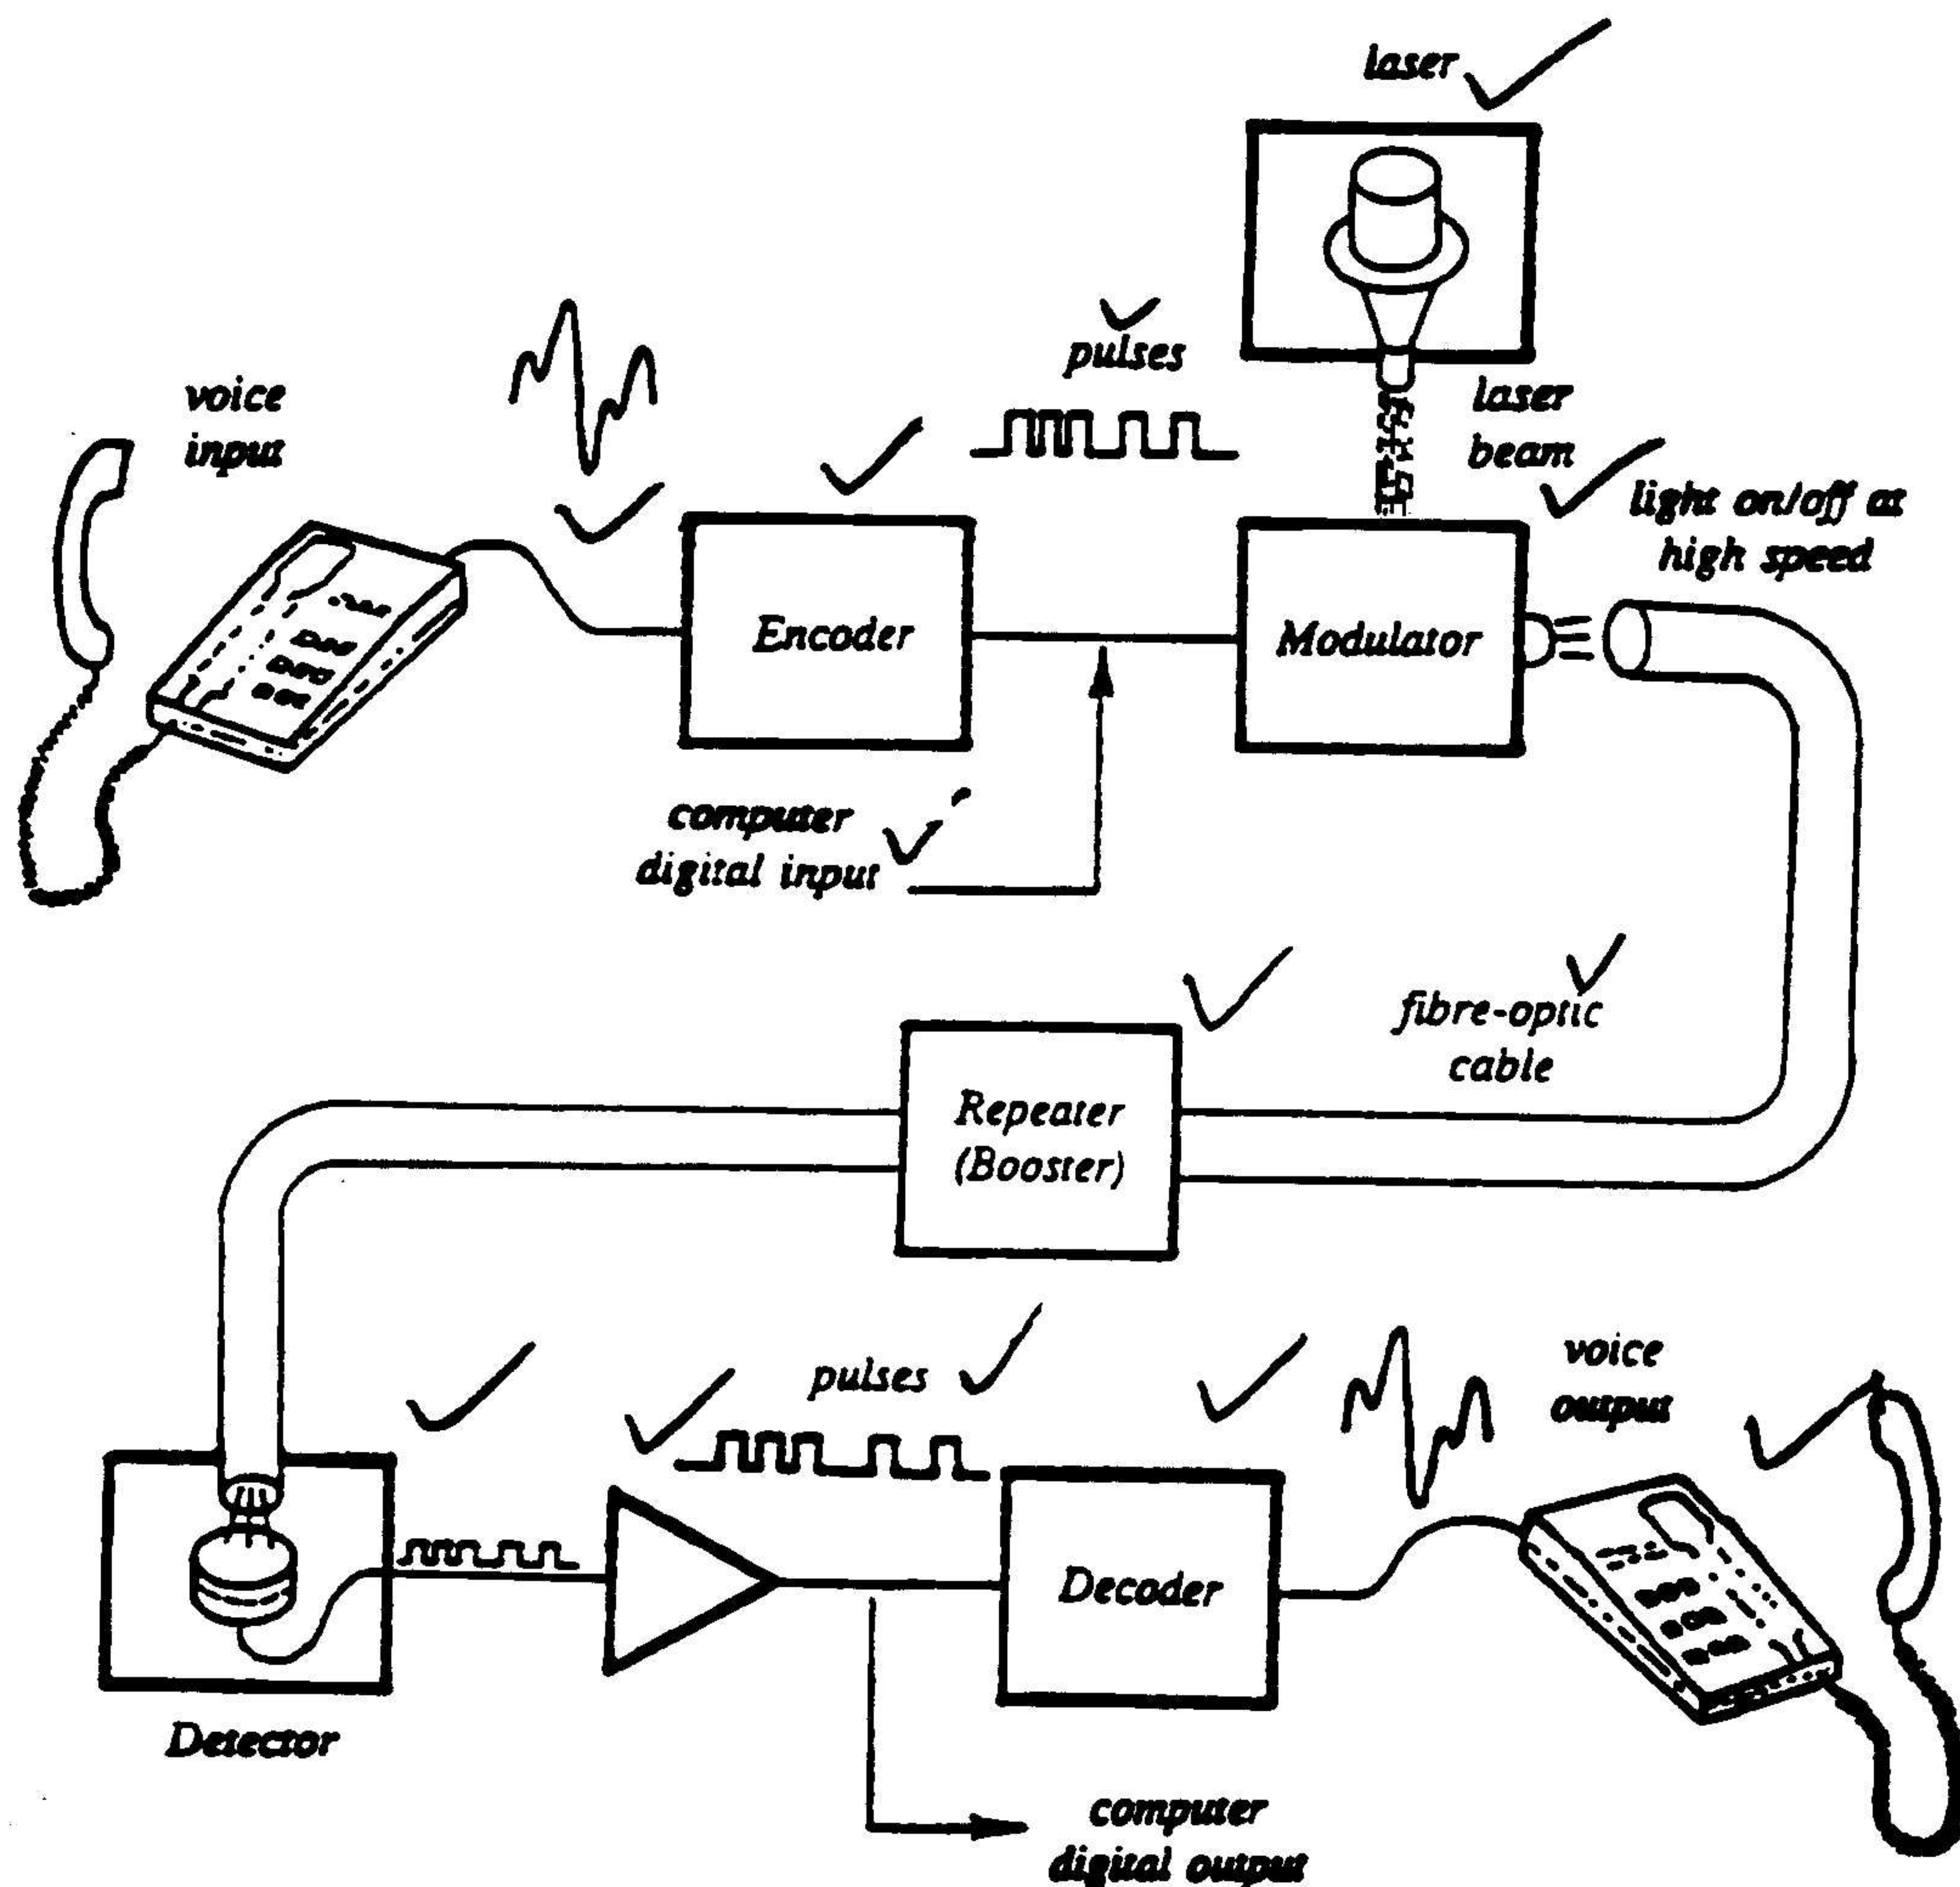 laser
pulses
laser
beam
voice
input
light on/off at
high speed
Encoder
Modulator
computer
digital input
fibre-optic
cable
Repeater
(Booster)
pulses
voice
output
Decoder
Detector
computer
digital output